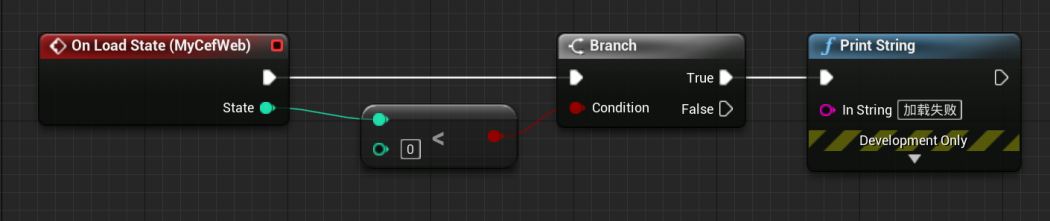 On Load State (MyCefWeb)
State
<
0
Branch
True
Condition
False
f Print String
In String 加载失败
Development Only